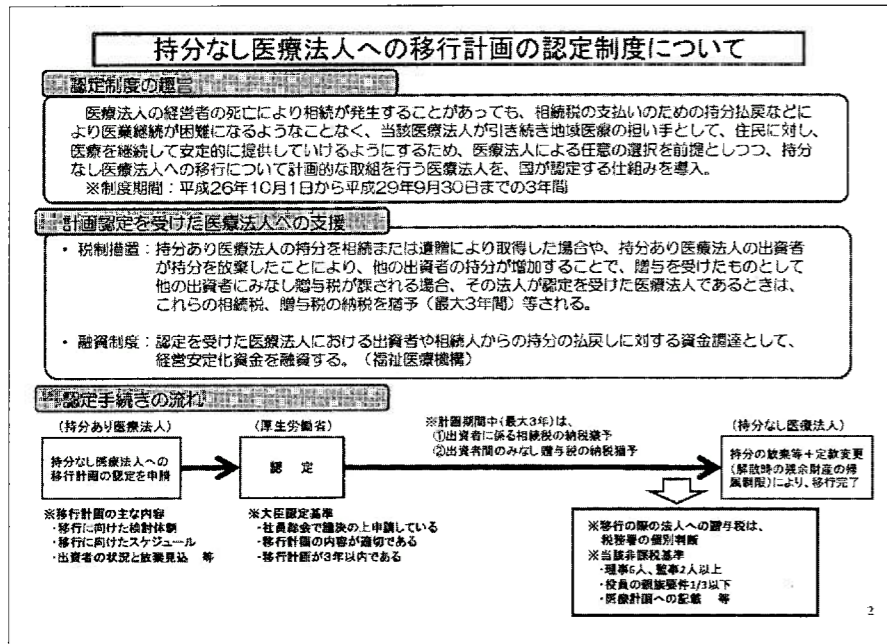 持分なし医療法人への移行計画の認定制度について
認定制度の趣旨
医療法人の経営者の死亡により相続が発生することがあっても、相続税の支払いのための持分払戻などに
より医業継続が困難になるようなことなく、当該医療法人が引き続き地域医療の担い手として、住民に対し、
医療を継続して安定的に提供していけるようにするため、医療法人による任意の選択を前提としつつ、持分
なし医療法人への移行について計画的な取組を行う医療法人を、国が認定する仕組みを導入。
※制度期間：平成26年10月1日から平成29年9月30日までの3年間
計画認定を受けた医療法人への支援
・ 税制措置：持分あり医療法人の持分を相続または遺贈により取得した場合や、持分あり医療法人の出資者
が持分を放棄したことにより、他の出資者の持分が増加することで、贈与を受けたものとして
他の出資者にみなし贈与税が課される場合、その法人が認定を受けた医療法人であるときは、
これらの相続税、贈与税の納税を猶予（最大3年間）等される。
・ 融資制度：認定を受けた医療法人における出資者や相続人からの持分の払戻しに対する資金調達として、
経営安定化資金を融資する。（福祉医療機構）
認定手続きの流れ
（持分あり医療法人）
持分なし医療法人への
移行計画の認定を申請
※移行計画の主な内容
・移行に向けた検討体制
・移行に向けたスケジュール
・出資者の状況と放棄見込 等
（厚生労働省）
認 定
※大臣認定基準
・社員総会で議決の上申請している
・移行計画の内容が適切である
・移行計画が3年以内である
※計画期間中（最大3年）は、
①出資者に係る相続税の納税猶予
②出資者間のみなし贈与税の納税猶予
（持分なし医療法人）
持分の放棄等＋定款変更
（解散時の残余財産の帰
属制限）により、移行完了
※移行の際の法人への贈与税は、
税務署の個別判断
※当該非課税基準
・理事6人、監事2人以上
・役員の親族要件1/3以下
・医療計画への記載 等
2